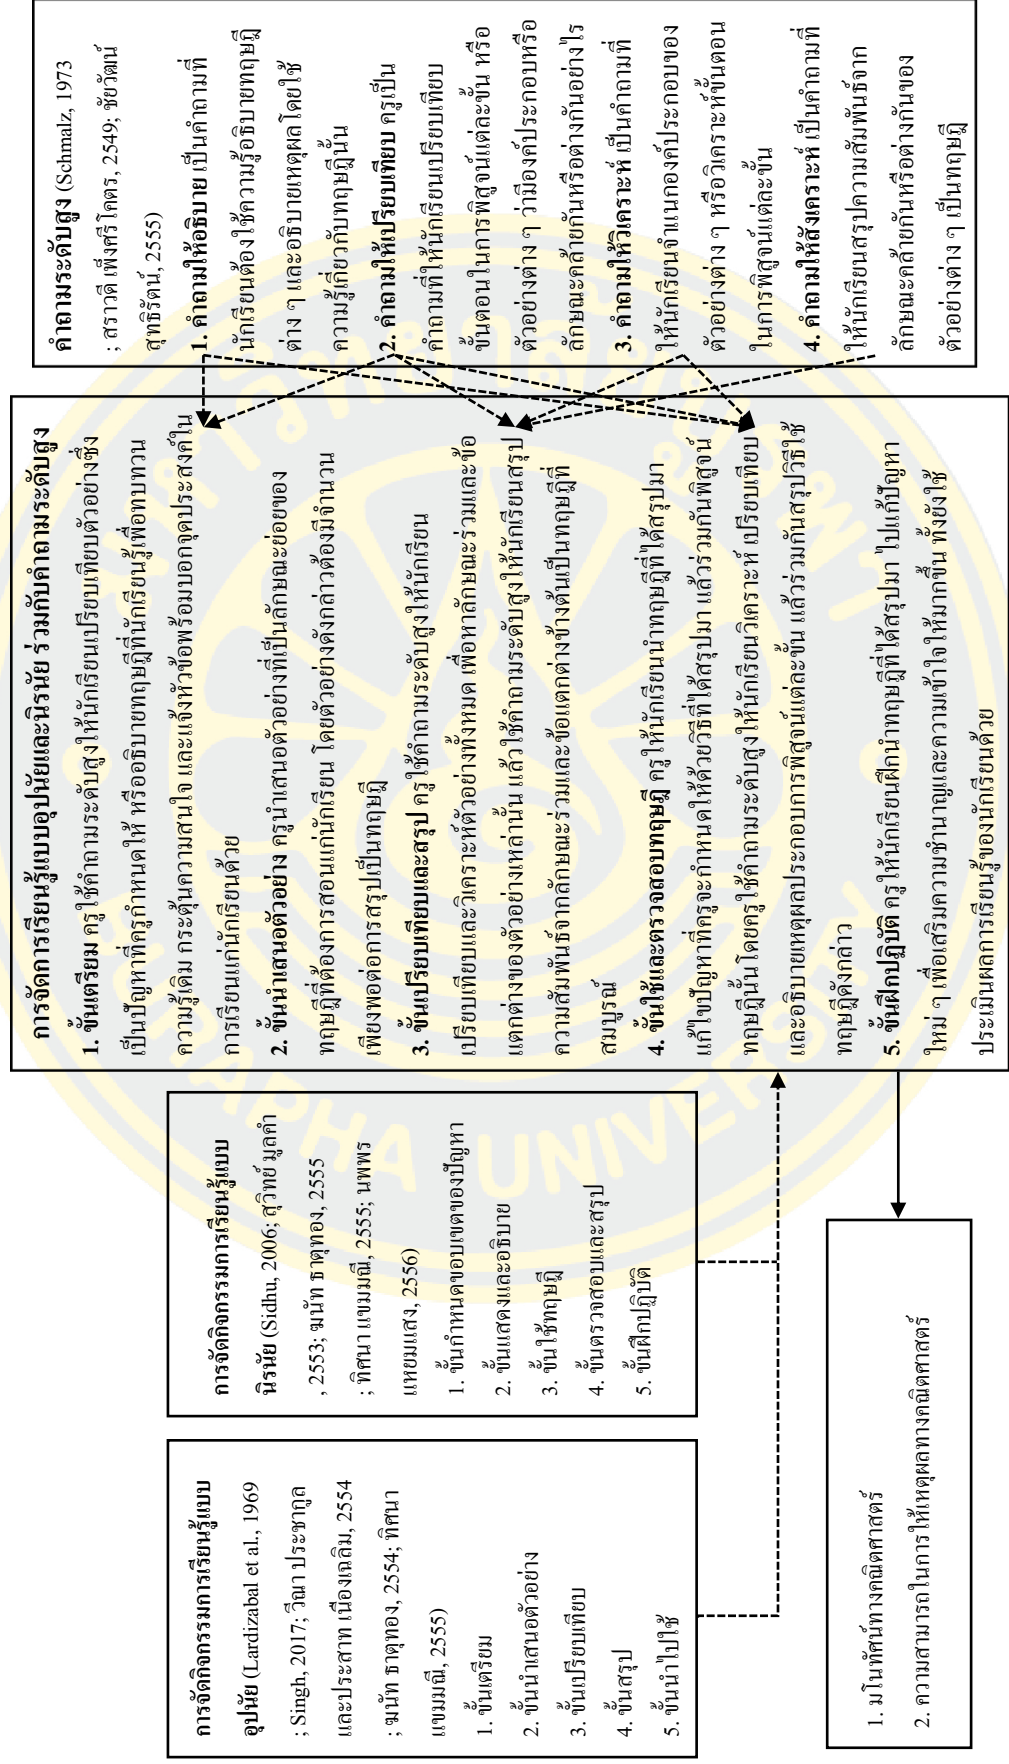 การจัดกิจกรรมการเรียนรู้แบบ
อุปนัย (Lardizabal et al., 1969
; Singh, 2017; วีณา ประชากูล
และประสาท เนืองเฉลิม, 2554
; ฆนัท ธาตุทอง, 2554; ทิศนา
แขมมณี, 2555)
1. ขั้นเตรียม
2. ขั้นนำเสนอตัวอย่าง
3. ขั้นเปรียบเทียบ
4. ขั้นสรุป
5. ขั้นนำไปใช้
การจัดกิจกรรมการเรียนรู้แบบ
นิรนัย (Sidhu, 2006; สุวิทย์ มูลคำ
, 2553; ฆนัท ธาตุทอง, 2555
; ทิศนา แขมมณี, 2555; นพพร
แหยมแสง, 2556)
1. ขั้นกำหนดขอบเขตของปัญหา
2. ขั้นแสดงและอธิบาย
3. ขั้นใช้ทฤษฎี
4. ขั้นตรวจสอบและสรุป
5. ขั้นฝึกปฏิบัติ
การจัดการเรียนรู้แบบอุปนัยและนิรนัย ร่วมกับคำถามระดับสูง
1. ขั้นเตรียม ครูใช้คำถามระดับสูงให้นักเรียนเปรียบเทียบตัวอย่างซึ่ง
เป็นปัญหาที่ครูกำหนดให้ หรืออธิบายทฤษฎีที่นักเรียนรู้เพื่อทบทวน
ความรู้เดิม กระตุ้นความสนใจ และแจ้งหัวข้อพร้อมบอกจุดประสงค์ใน
การเรียนแก่นักเรียนด้วย
2. ขั้นนำเสนอตัวอย่าง ครูนำเสนอตัวอย่างที่เป็นลักษณะย่อยของ
ทฤษฎีที่ต้องการสอนแก่นักเรียน โดยตัวอย่างดังกล่าวต้องมีจำนวน
เพียงพอต่อการสรุปเป็นทฤษฎี
3. ขั้นเปรียบเทียบและสรุป ครูใช้คำถามระดับสูงให้นักเรียน
เปรียบเทียบและวิเคราะห์ตัวอย่างทั้งหมด เพื่อหาลักษณะร่วมและข้อ
แตกต่างของตัวอย่างเหล่านั้น แล้วใช้คำถามระดับสูงให้นักเรียนสรุป
ความสัมพันธ์จากลักษณะร่วมและข้อแตกต่างข้างต้นเป็นทฤษฎีที่
สมบูรณ์
4. ขั้นใช้และตรวจสอบทฤษฎี ครูให้นักเรียนนำทฤษฎีที่ได้สรุปมา
แก้ไขปัญหาที่ครูจะกำหนดให้ด้วยวิธีที่ได้สรุปมา แล้วร่วมกันพิสูจน์
ทฤษฎีนั้นโดยครูใช้คำถามระดับสูงให้นักเรียนวิเคราะห์ เปรียบเทียบ
และอธิบายเหตุผลประกอบการพิสูจน์แต่ละขั้น แล้วร่วมกันสรุปวิธีใช้
ทฤษฎีดังกล่าว
5. ขั้นฝึกปฏิบัติ ครูให้นักเรียนฝึกนำทฤษฎีที่ได้สรุปมา ไปแก้ปัญหา
ใหม่ ๆ เพื่อเสริมความชำนาญและความเข้าใจให้มากขึ้น ทั้งยังใช้
ประเมินผลการเรียนรู้ของนักเรียนด้วย
คำถามระดับสูง (Schmalz, 1973
; สราวดี เพ็งศรีโคตร, 2549; ชัยวัฒน์
สุทธิรัตน์, 2555)
1. คำถามให้อธิบาย เป็นคำถามที่
นักเรียนต้องใช้ความรู้อธิบายทฤษฎี
ต่าง ๆ และอธิบายเหตุผลโดยใช้
ความรู้เกี่ยวกับทฤษฎีนั้น
2. คำถามให้เปรียบเทียบ ครูเป็น
คำถามที่ให้นักเรียนเปรียบเทียบ
ขั้นตอนในการพิสูจน์แต่ละขั้น หรือ
ตัวอย่างต่าง ๆ ว่ามีองค์ประกอบหรือ
ลักษณะคล้ายกันหรือต่างกันอย่างไร
3. คำถามให้วิเคราะห์ เป็นคำถามที่
ให้นักเรียนจำแนกองค์ประกอบของ
ตัวอย่างต่าง ๆ หรือวิเคราะห์ขั้นตอน
ในการพิสูจน์แต่ละขั้น
4. คำถามให้สังเคราะห์ เป็นคำถามที่
ให้นักเรียนสรุปความสัมพันธ์จาก
ลักษณะคล้ายกันหรือต่างกันของ
ตัวอย่างต่าง ๆ เป็นทฤษฎี
1. มโนทัศน์ทางคณิตศาสตร์
2. ความสามารถในการให้เหตุผลทางคณิตศาสตร์
มหาวิทยาลัยบูรพา
BURAPHA UNIVERSITY